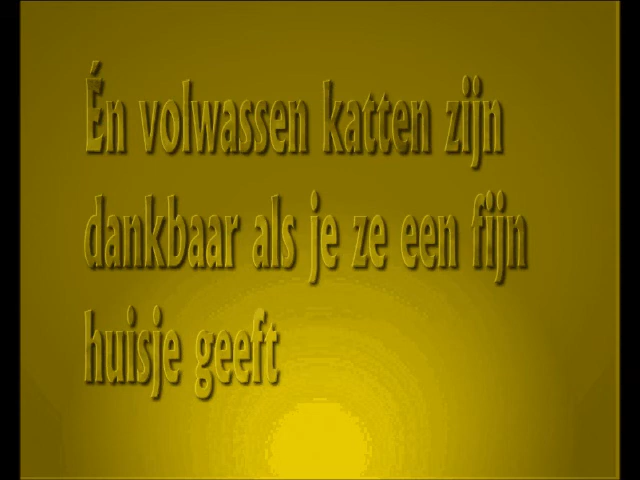 Én volwassen katten zijn
dankbaar als je ze een fijn
huisje geeft